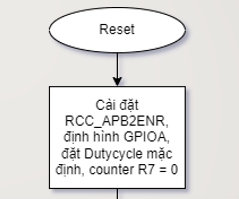 Reset
Cài đặt
RCC_APB2ENR,
định hình GPIOA,
đặt Dutycycle mặc
định, counter R7 = 0